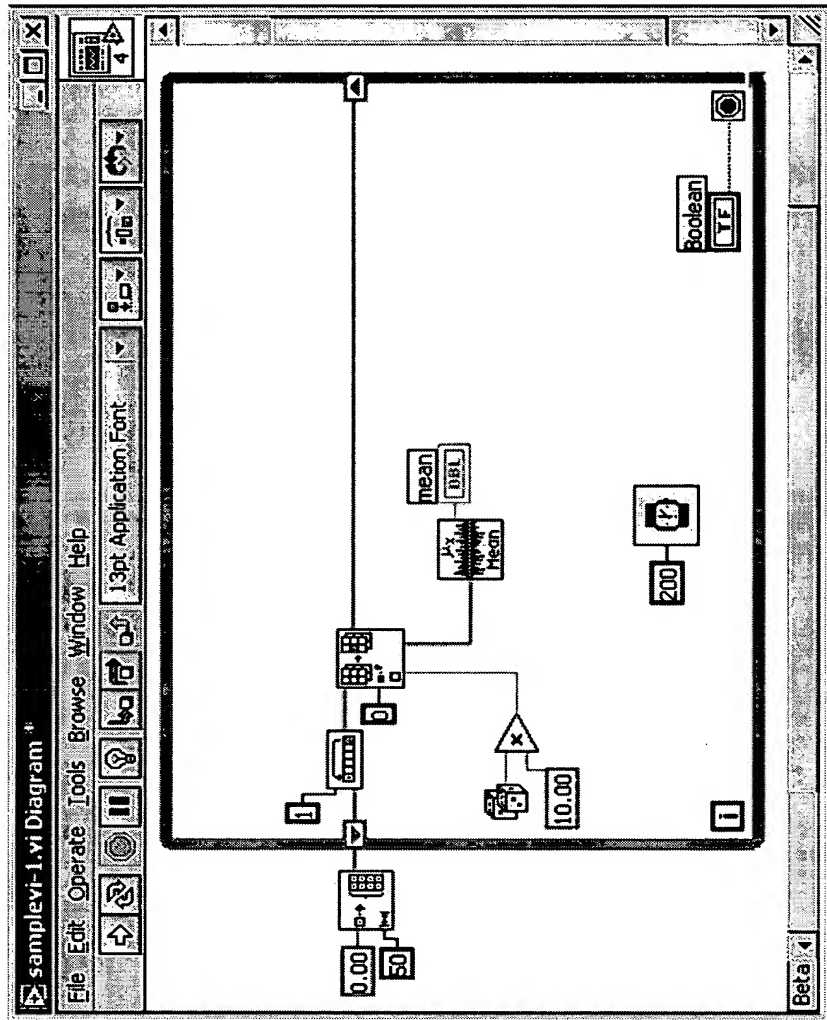 samplevi-1.vi Diagram *
File Edit Operate Tools Browse Window Help
13pt Application Font
4
1
0.00
50
0
mean
DBL
μx
Mean
x
10.00
200
Boolean
TF
i
Beta